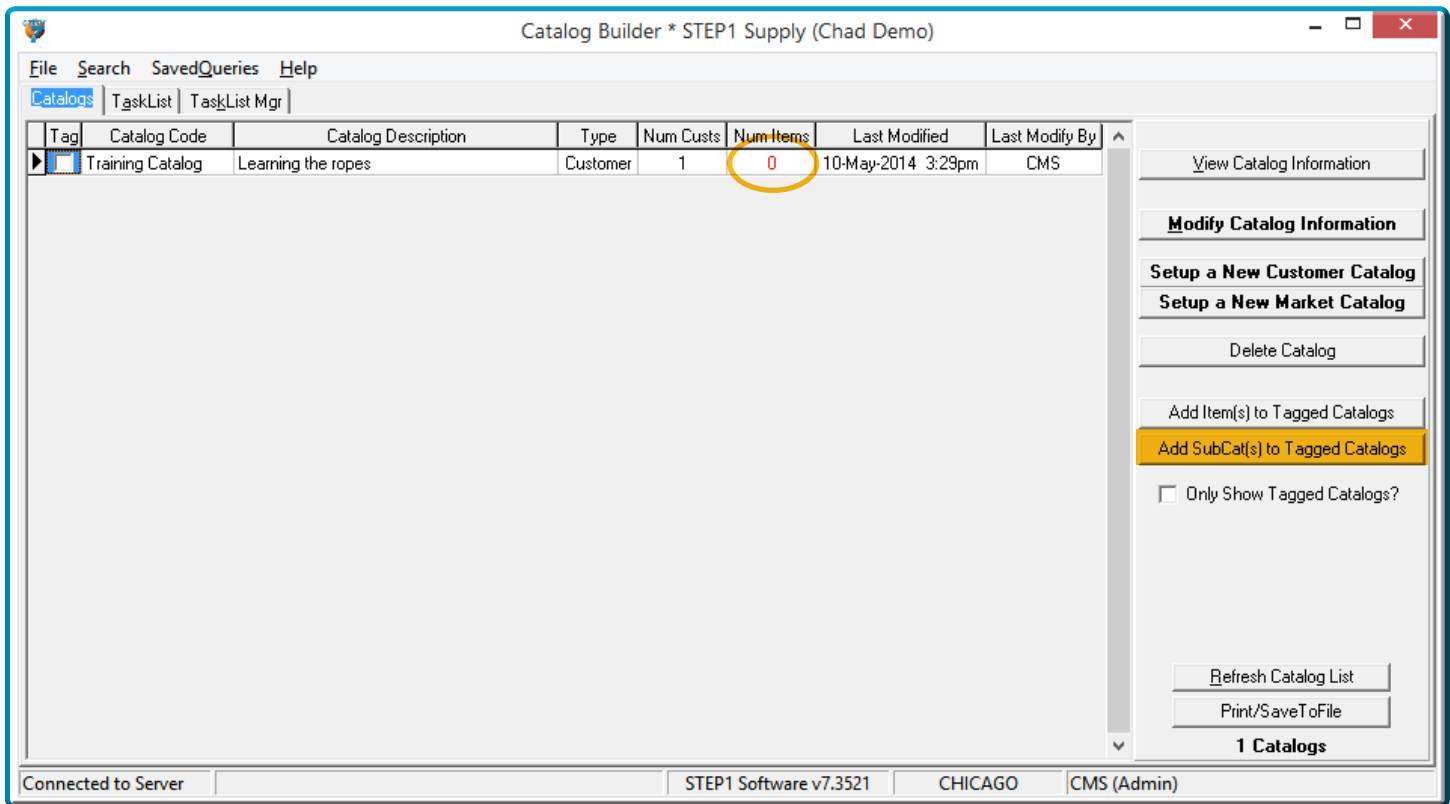 Catalog Builder * STEP1 Supply (Chad Demo)
File Search SavedQueries Help
Catalogs TaskList TaskList Mgr
Tag Catalog Code Catalog Description Type Num Custs Num Items Last Modified Last Modify By
Training Catalog Learning the ropes Customer 1 0 10-May-2014 3:29pm CMS
View Catalog Information
Modify Catalog Information
Setup a New Customer Catalog
Setup a New Market Catalog
Delete Catalog
Add Item(s) to Tagged Catalogs
Add SubCat(s) to Tagged Catalogs
Only Show Tagged Catalogs?
Refresh Catalog List
Print/SaveToFile
1 Catalogs
Connected to Server STEP1 Software v7.3521 CHICAGO CMS (Admin)